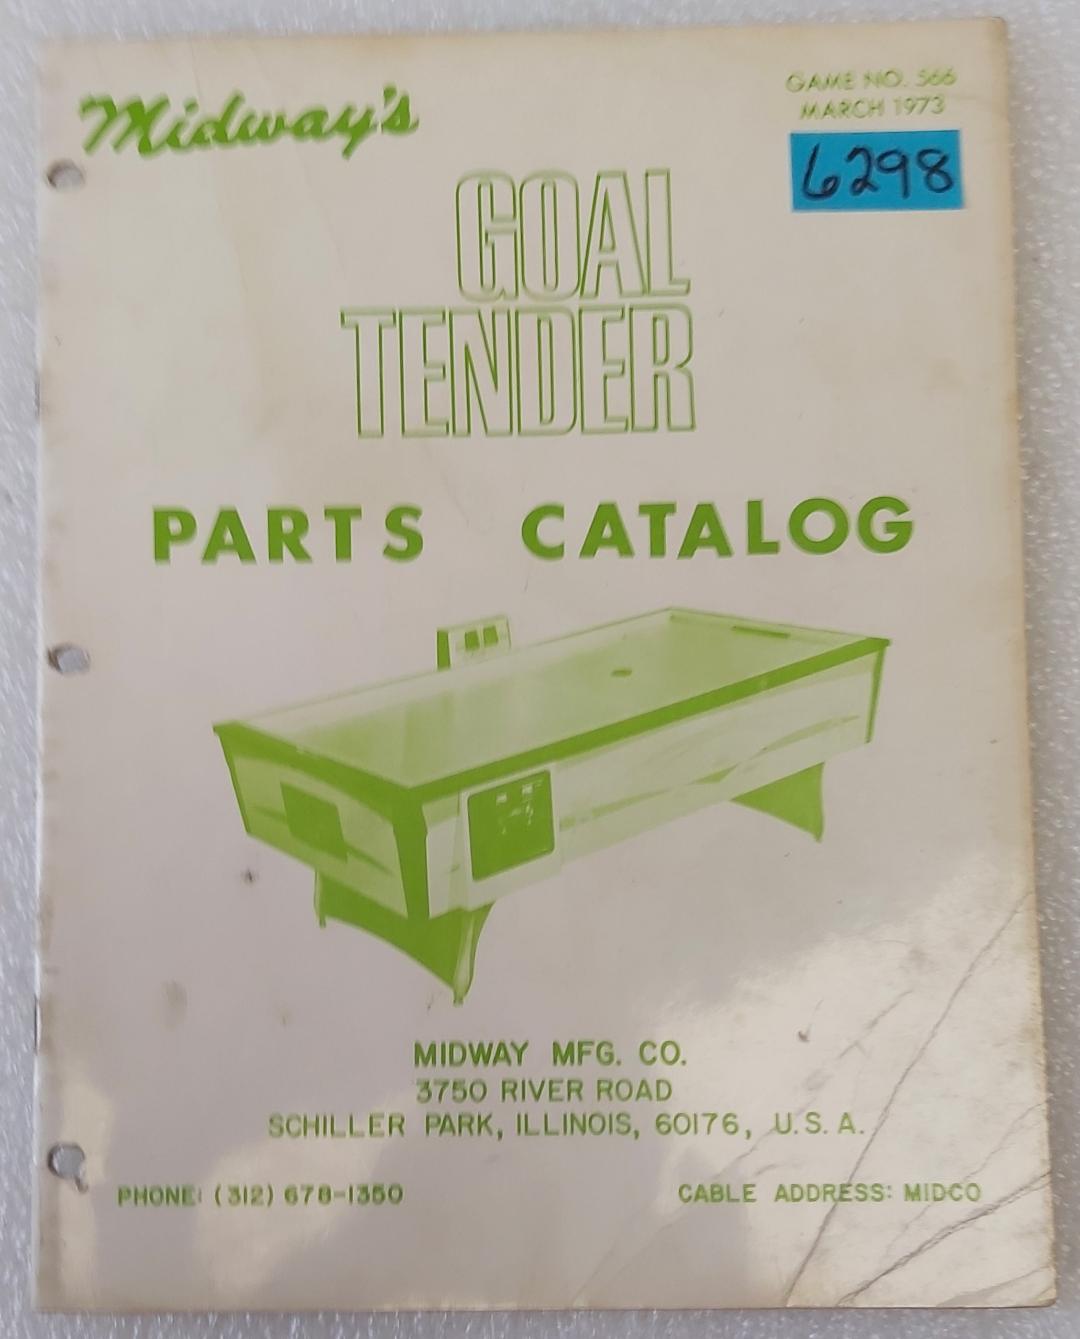 Midway's
GAME NO. 566
MARCH 1973
6298
GOAL
TENDER
PARTS CATALOG
MIDWAY MFG. CO.
3750 RIVER ROAD
SCHILLER PARK, ILLINOIS, 60176, U.S.A.
PHONE: (312) 678-1350
CABLE ADDRESS: MIDCO